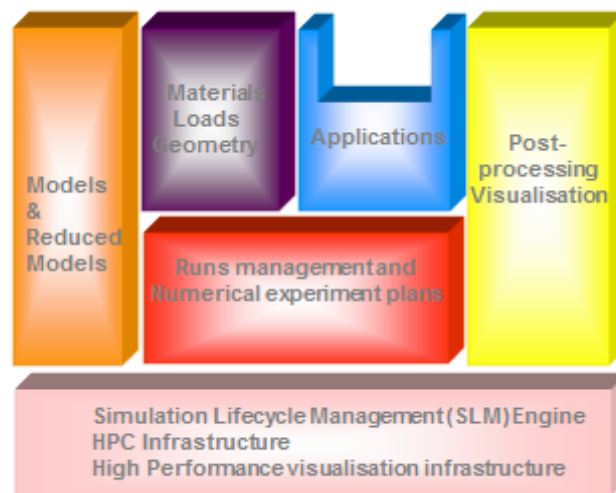 Models
&
Reduced
Models
Materials
Loads
Geometry
Applications
Post-
processing
Visualisation
Runs management and
Numerical experiment plans
Simulation Lifecycle Management (SLM) Engine
HPC Infrastructure
High Performance visualisation infrastructure